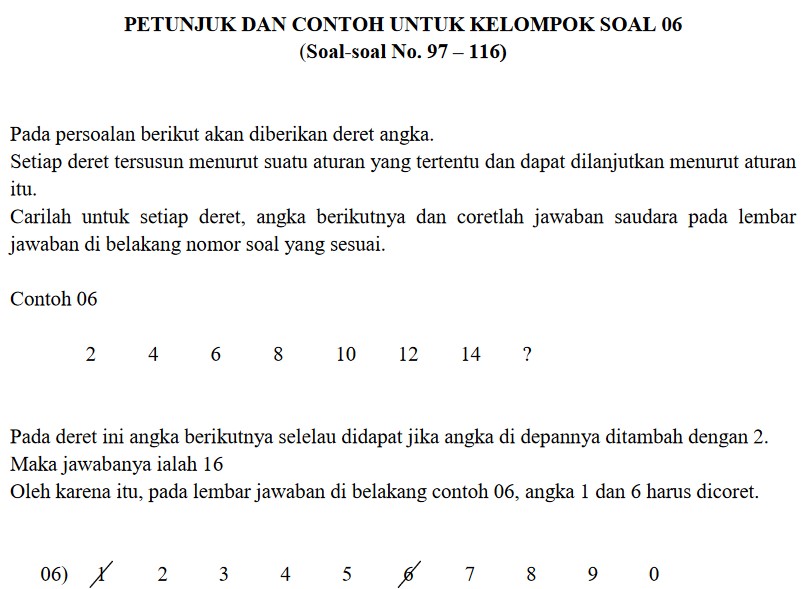 PETUNJUK DAN CONTOH UNTUK KELOMPOK SOAL 06
(Soal-soal No. 97 – 116)
Pada persoalan berikut akan diberikan deret angka.
Setiap deret tersusun menurut suatu aturan yang tertentu dan dapat dilanjutkan menurut aturan
itu.
Carilah untuk setiap deret, angka berikutnya dan coretlah jawaban saudara pada lembar
jawaban di belakang nomor soal yang sesuai.
Contoh 06
2 4 6 8 10 12 14 ?
Pada deret ini angka berikutnya selelau didapat jika angka di depannya ditambah dengan 2.
Maka jawabanya ialah 16
Oleh karena itu, pada lembar jawaban di belakang contoh 06, angka 1 dan 6 harus dicoret.
06) 1 2 3 4 5 6 7 8 9 0